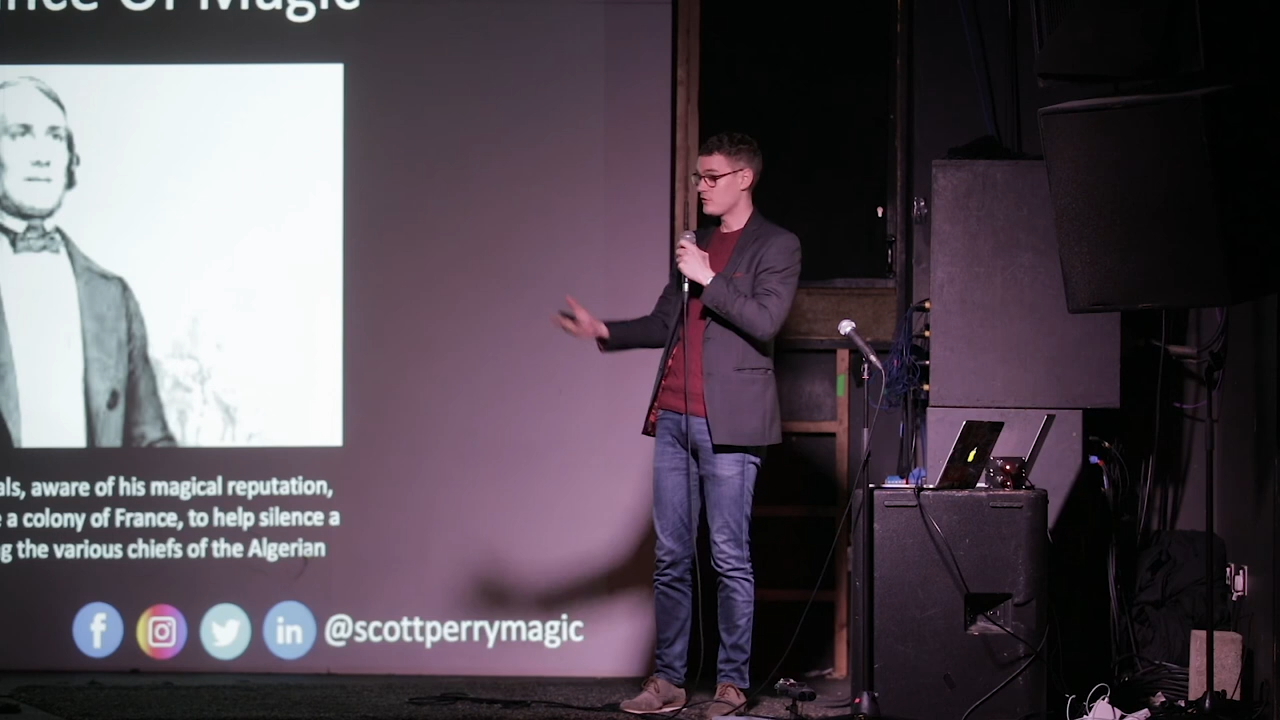 Of Magic
als, aware of his magical reputation,
a colony of France, to help silence a
the various chiefs of the Algerian
f in @scottperrymagic